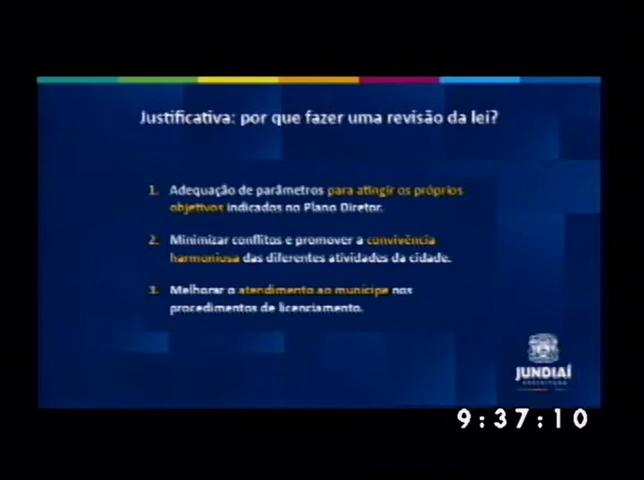 Justificativa: por que fazer uma revisão da lei?
1. Adequação de parâmetros para atingir os próprios
objetivos indicados no Plano Diretor.
2. Minimizar conflitos e promover a convivência
harmoniosa das diferentes atividades da cidade.
3. Melhorar o atendimento ao munícipe nos
procedimentos de licenciamento.
JUNDIAÍ
PREFEITURA
9:37:10